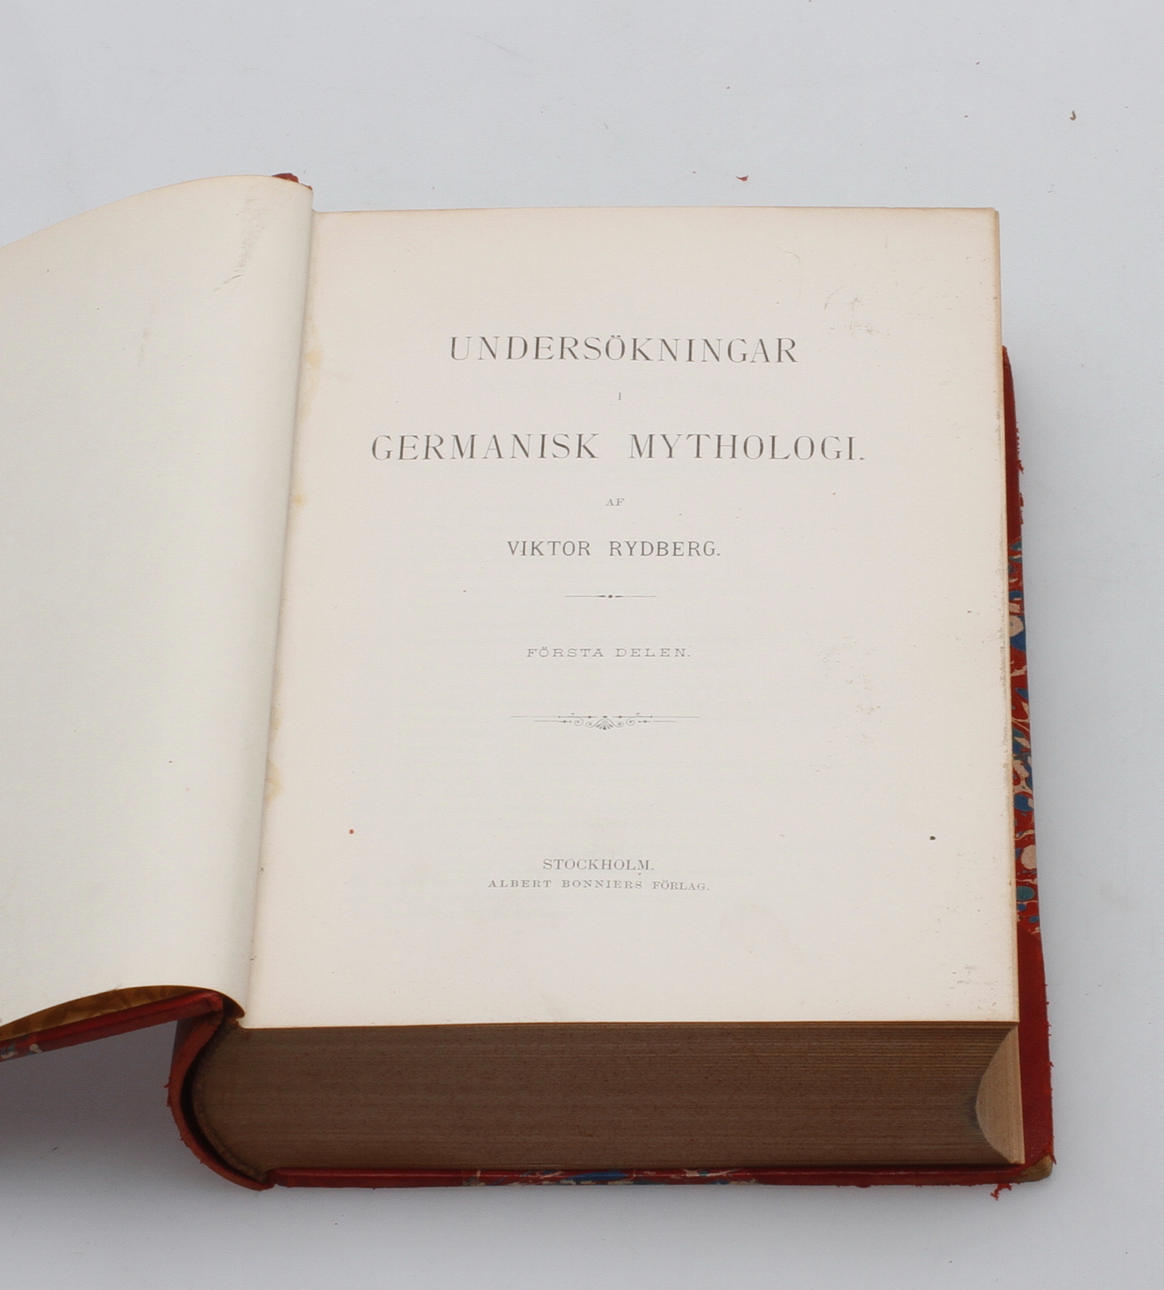 UNDERSÖKNINGAR
I
GERMANISK MYTHOLOGI.
AF
VIKTOR RYDBERG.
FÖRSTA DELEN.
STOCKHOLM.
ALBERT BONNIERS FÖRLAG.